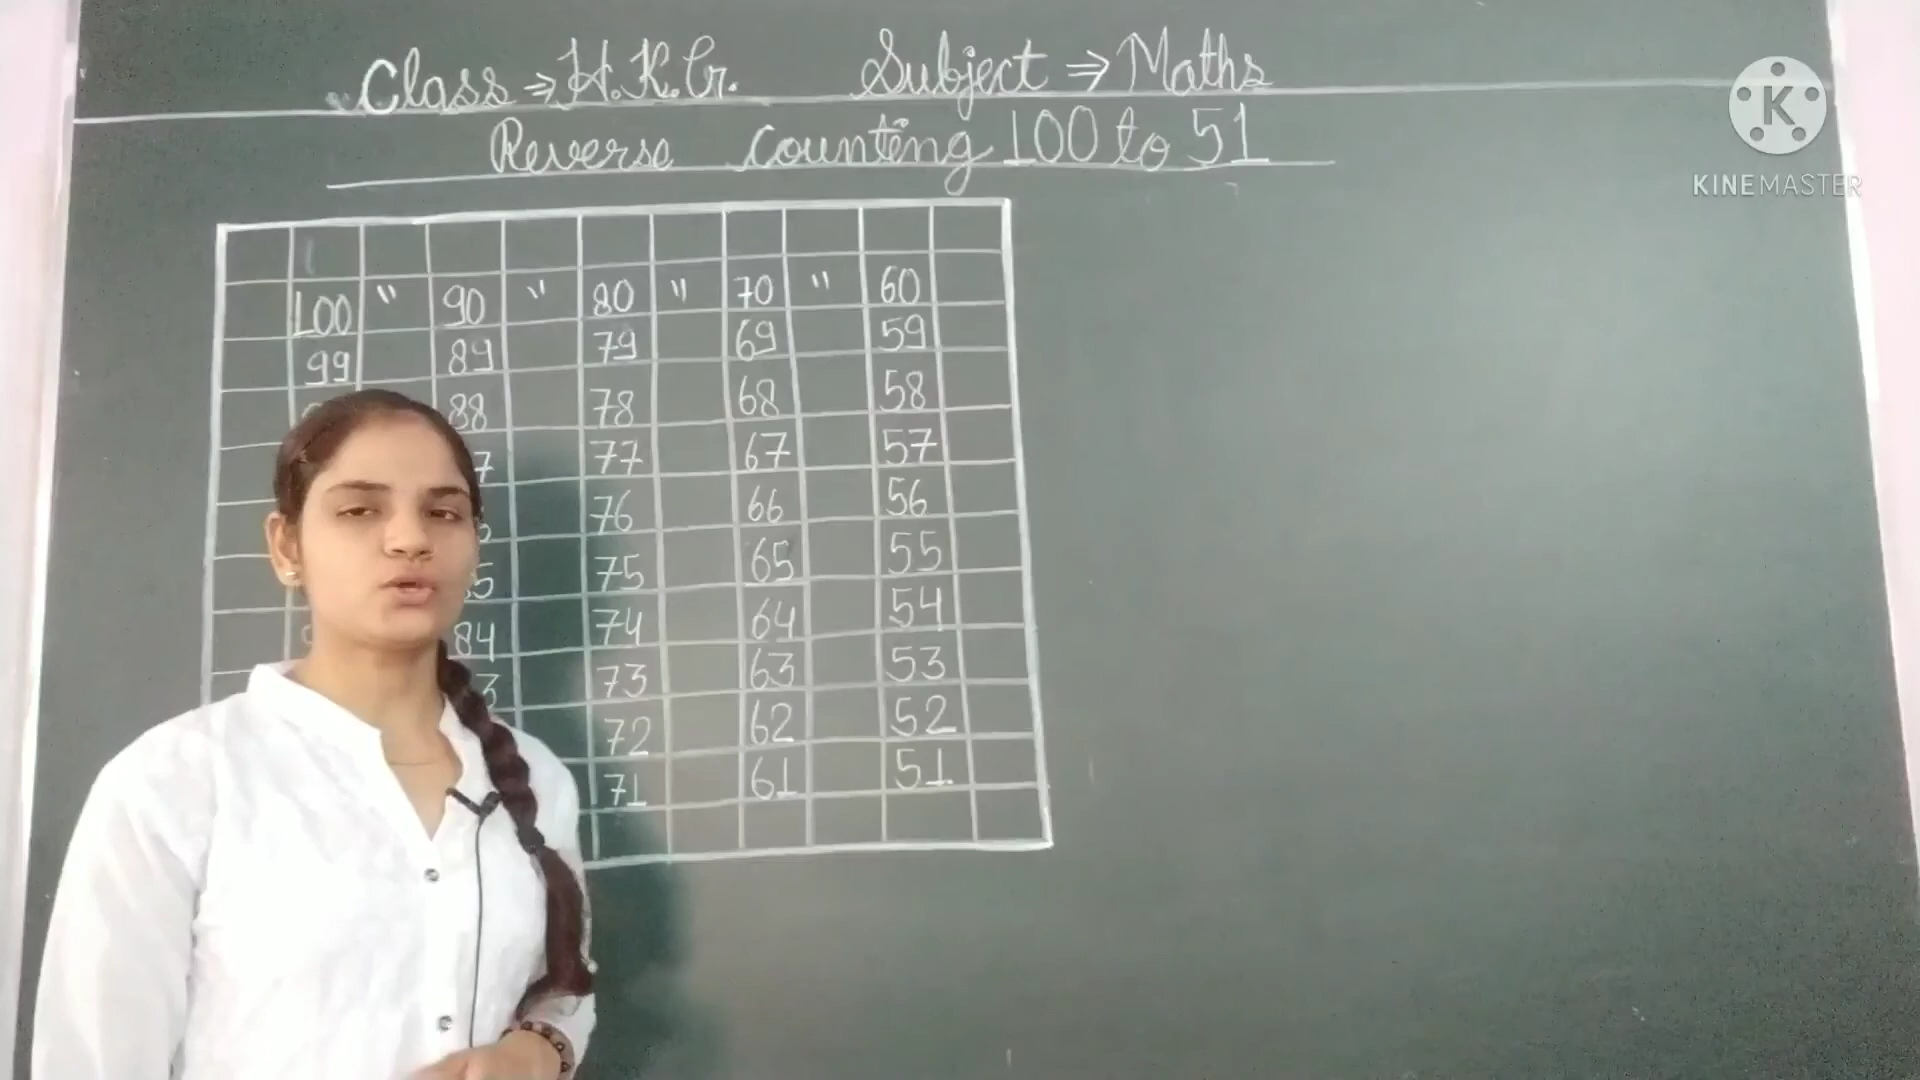 Class ⇒ H.K.G. Subject ⇒ Maths
Reverse counting 100 to 51
K
KINEMASTER
100 " 90 " 80 " 70 " 60
99 89 79 69 59
88 78 68 58
77 67 57
76 66 56
75 65 55
84 74 64 54
73 63 53
72 62 52
71 61 51